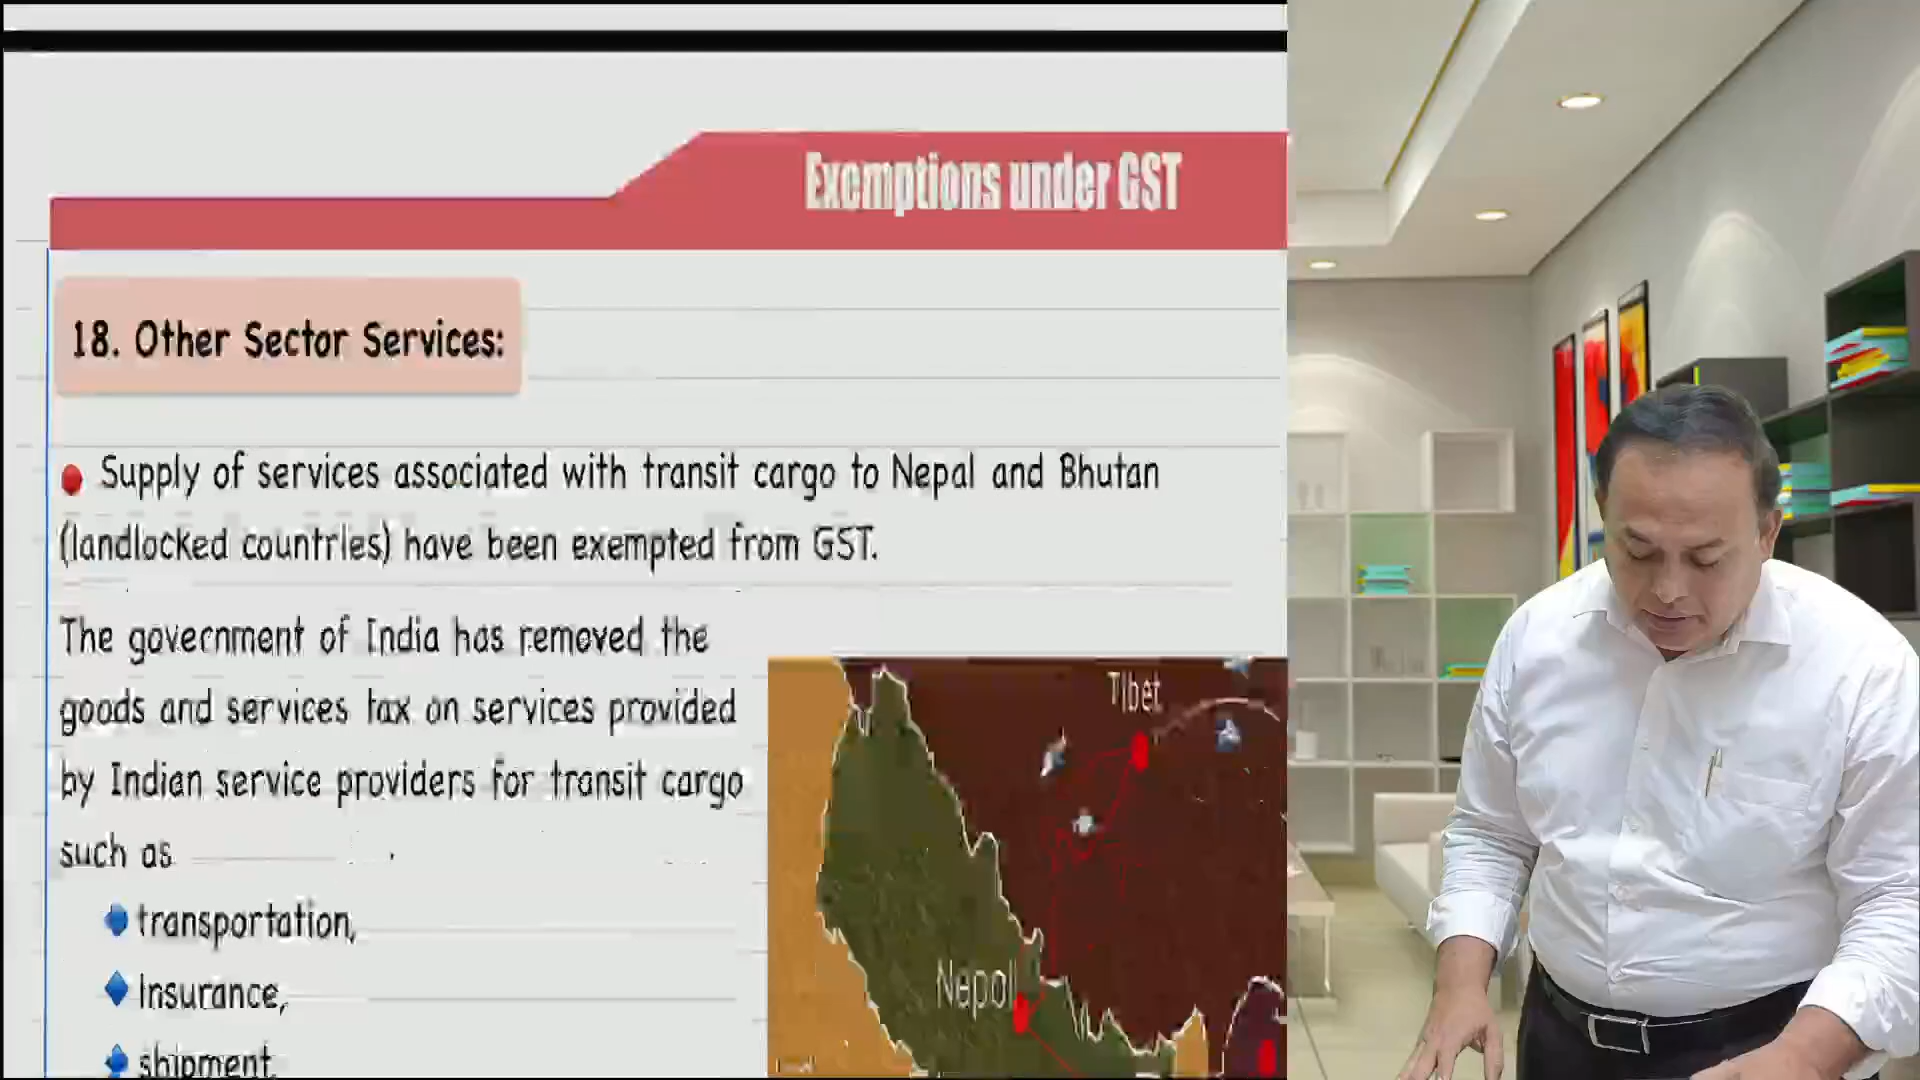 Exemptions under GST
18. Other Sector Services:
Supply of services associated with transit cargo to Nepal and Bhutan
(landlocked countries) have been exempted from GST.
The government of India has removed the
goods and services tax on services provided
by Indian service providers for transit cargo
such as
transportation,
Insurance,
shipment,
Tibet
Nepal